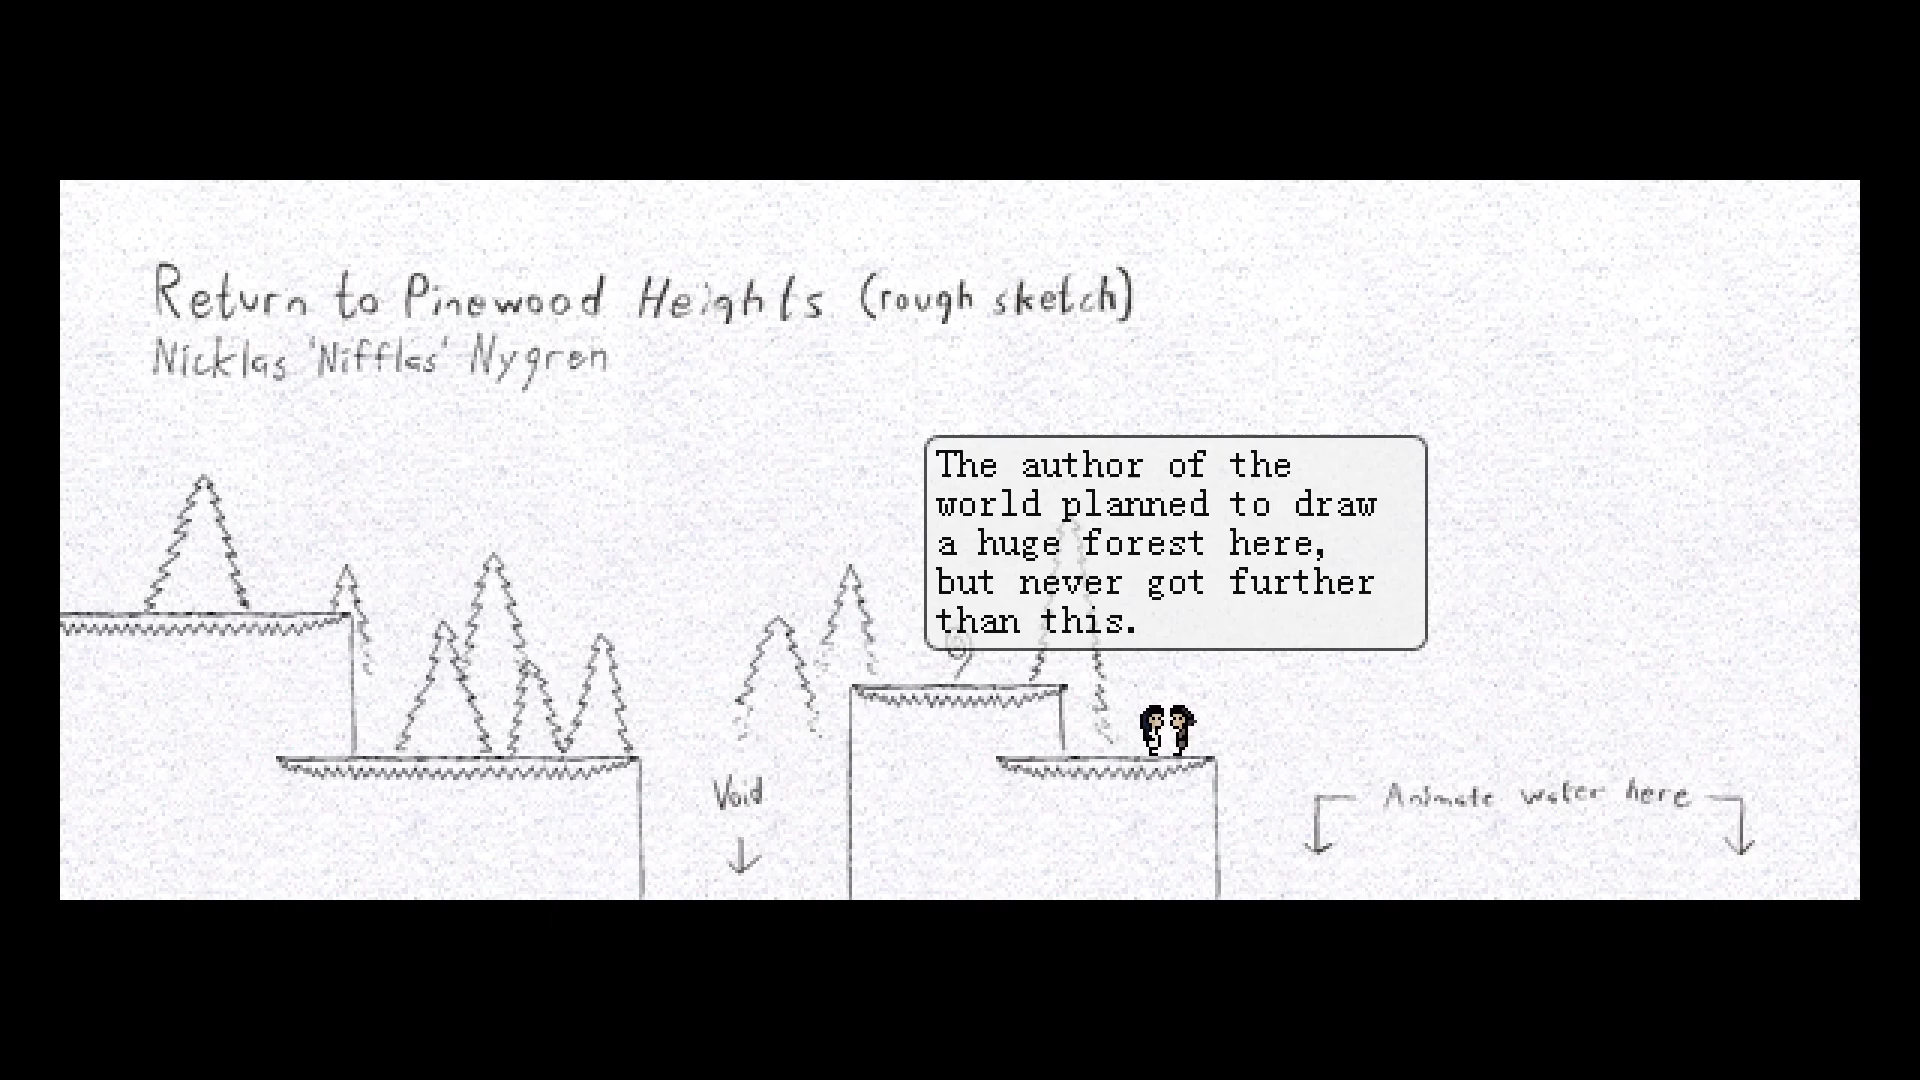 Return to Pinewood Heights (rough sketch)
Nicklas 'Nifflas' Nygren
The author of the
world planned to draw
a huge forest here,
but never got further
than this.
Void
Animate water here